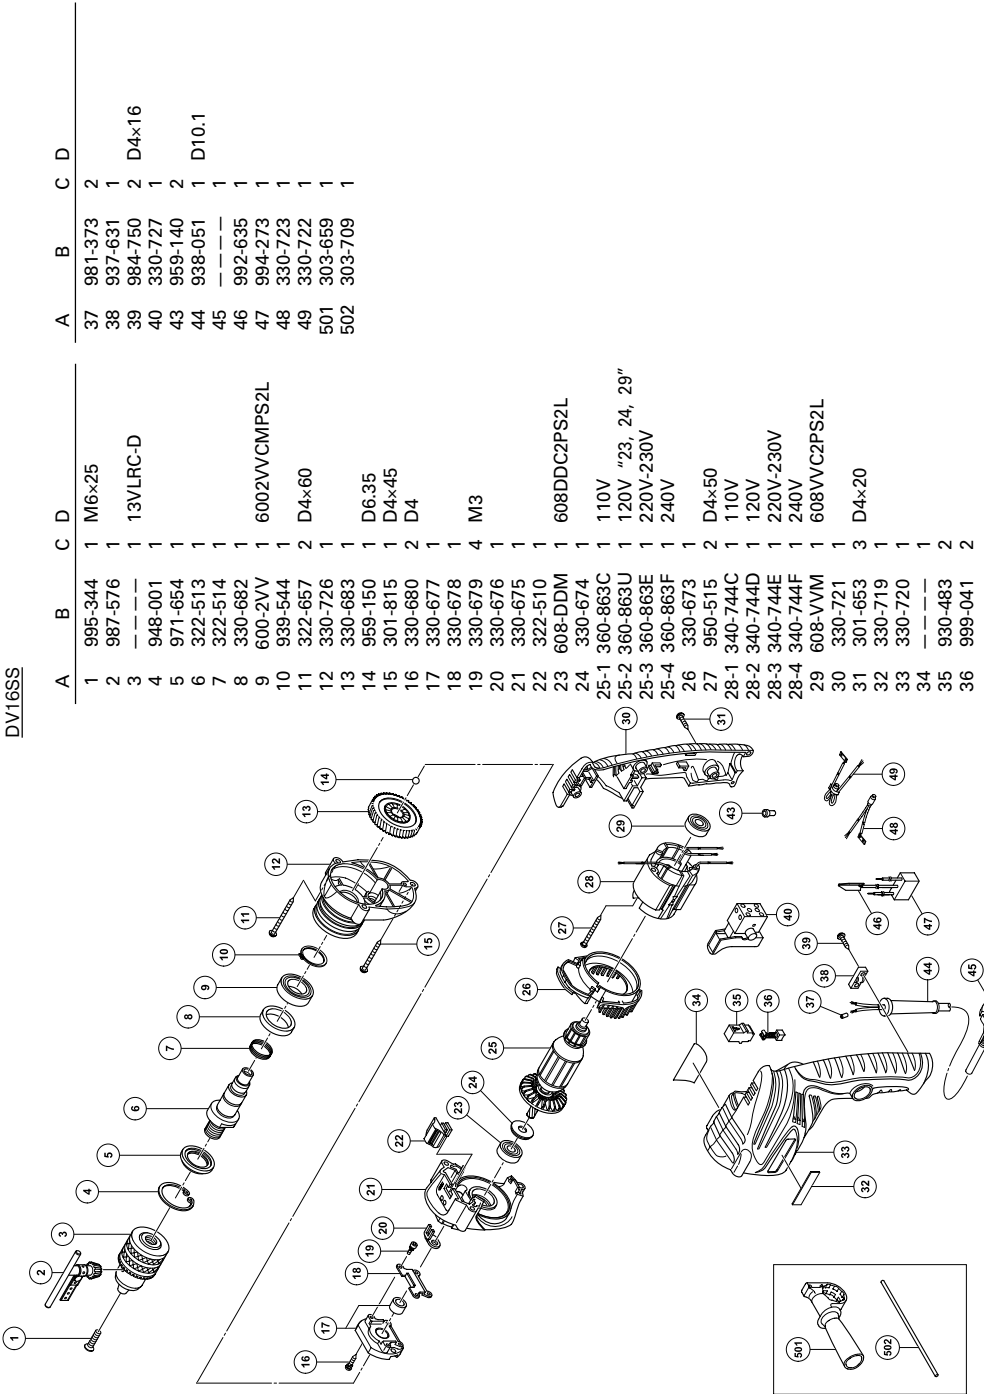 DV16SS
A B C D
1 995-344 1 M6×25
2 987-576 1
3 ———— 1 13VLRC-D
4 948-001 1
5 971-654 1
6 322-513 1
7 322-514 1
8 330-682 1
9 600-2VV 1 6002VVCMPS2L
10 939-544 1
11 322-657 2 D4×60
12 330-726 1
13 330-683 1
14 959-150 1 D6.35
15 301-815 1 D4×45
16 330-680 2 D4
17 330-677 1
18 330-678 1
19 330-679 4 M3
20 330-676 1
21 330-675 1
22 322-510 1
23 608-DDM 1 608DDC2PS2L
24 330-674 1
25-1 360-863C 1 110V
25-2 360-863U 1 120V “23, 24, 29”
25-3 360-863E 1 220V-230V
25-4 360-863F 1 240V
26 330-673 1
27 950-515 2 D4×50
28-1 340-744C 1 110V
28-2 340-744D 1 120V
28-3 340-744E 1 220V-230V
28-4 340-744F 1 240V
29 608-VVM 1 608VVC2PS2L
30 330-721 1
31 301-653 3 D4×20
32 330-719 1
33 330-720 1
34 ———— 1
35 930-483 2
36 999-041 2
A B C D
37 981-373 2
38 937-631 1
39 984-750 2 D4×16
40 330-727 1
43 959-140 2
44 938-051 1 D10.1
45 ———— 1
46 992-635 1
47 994-273 1
48 330-723 1
49 330-722 1
501 303-659 1
502 303-709 1
1
2
3
4
5
6
7
8
9
10
11
12
13
14
15
16
17
18
19
20
21
22
23
24
25
26
27
28
29
30
31
32
33
34
35
36
37
38
39
40
43
44
45
46
47
48
49
501
502